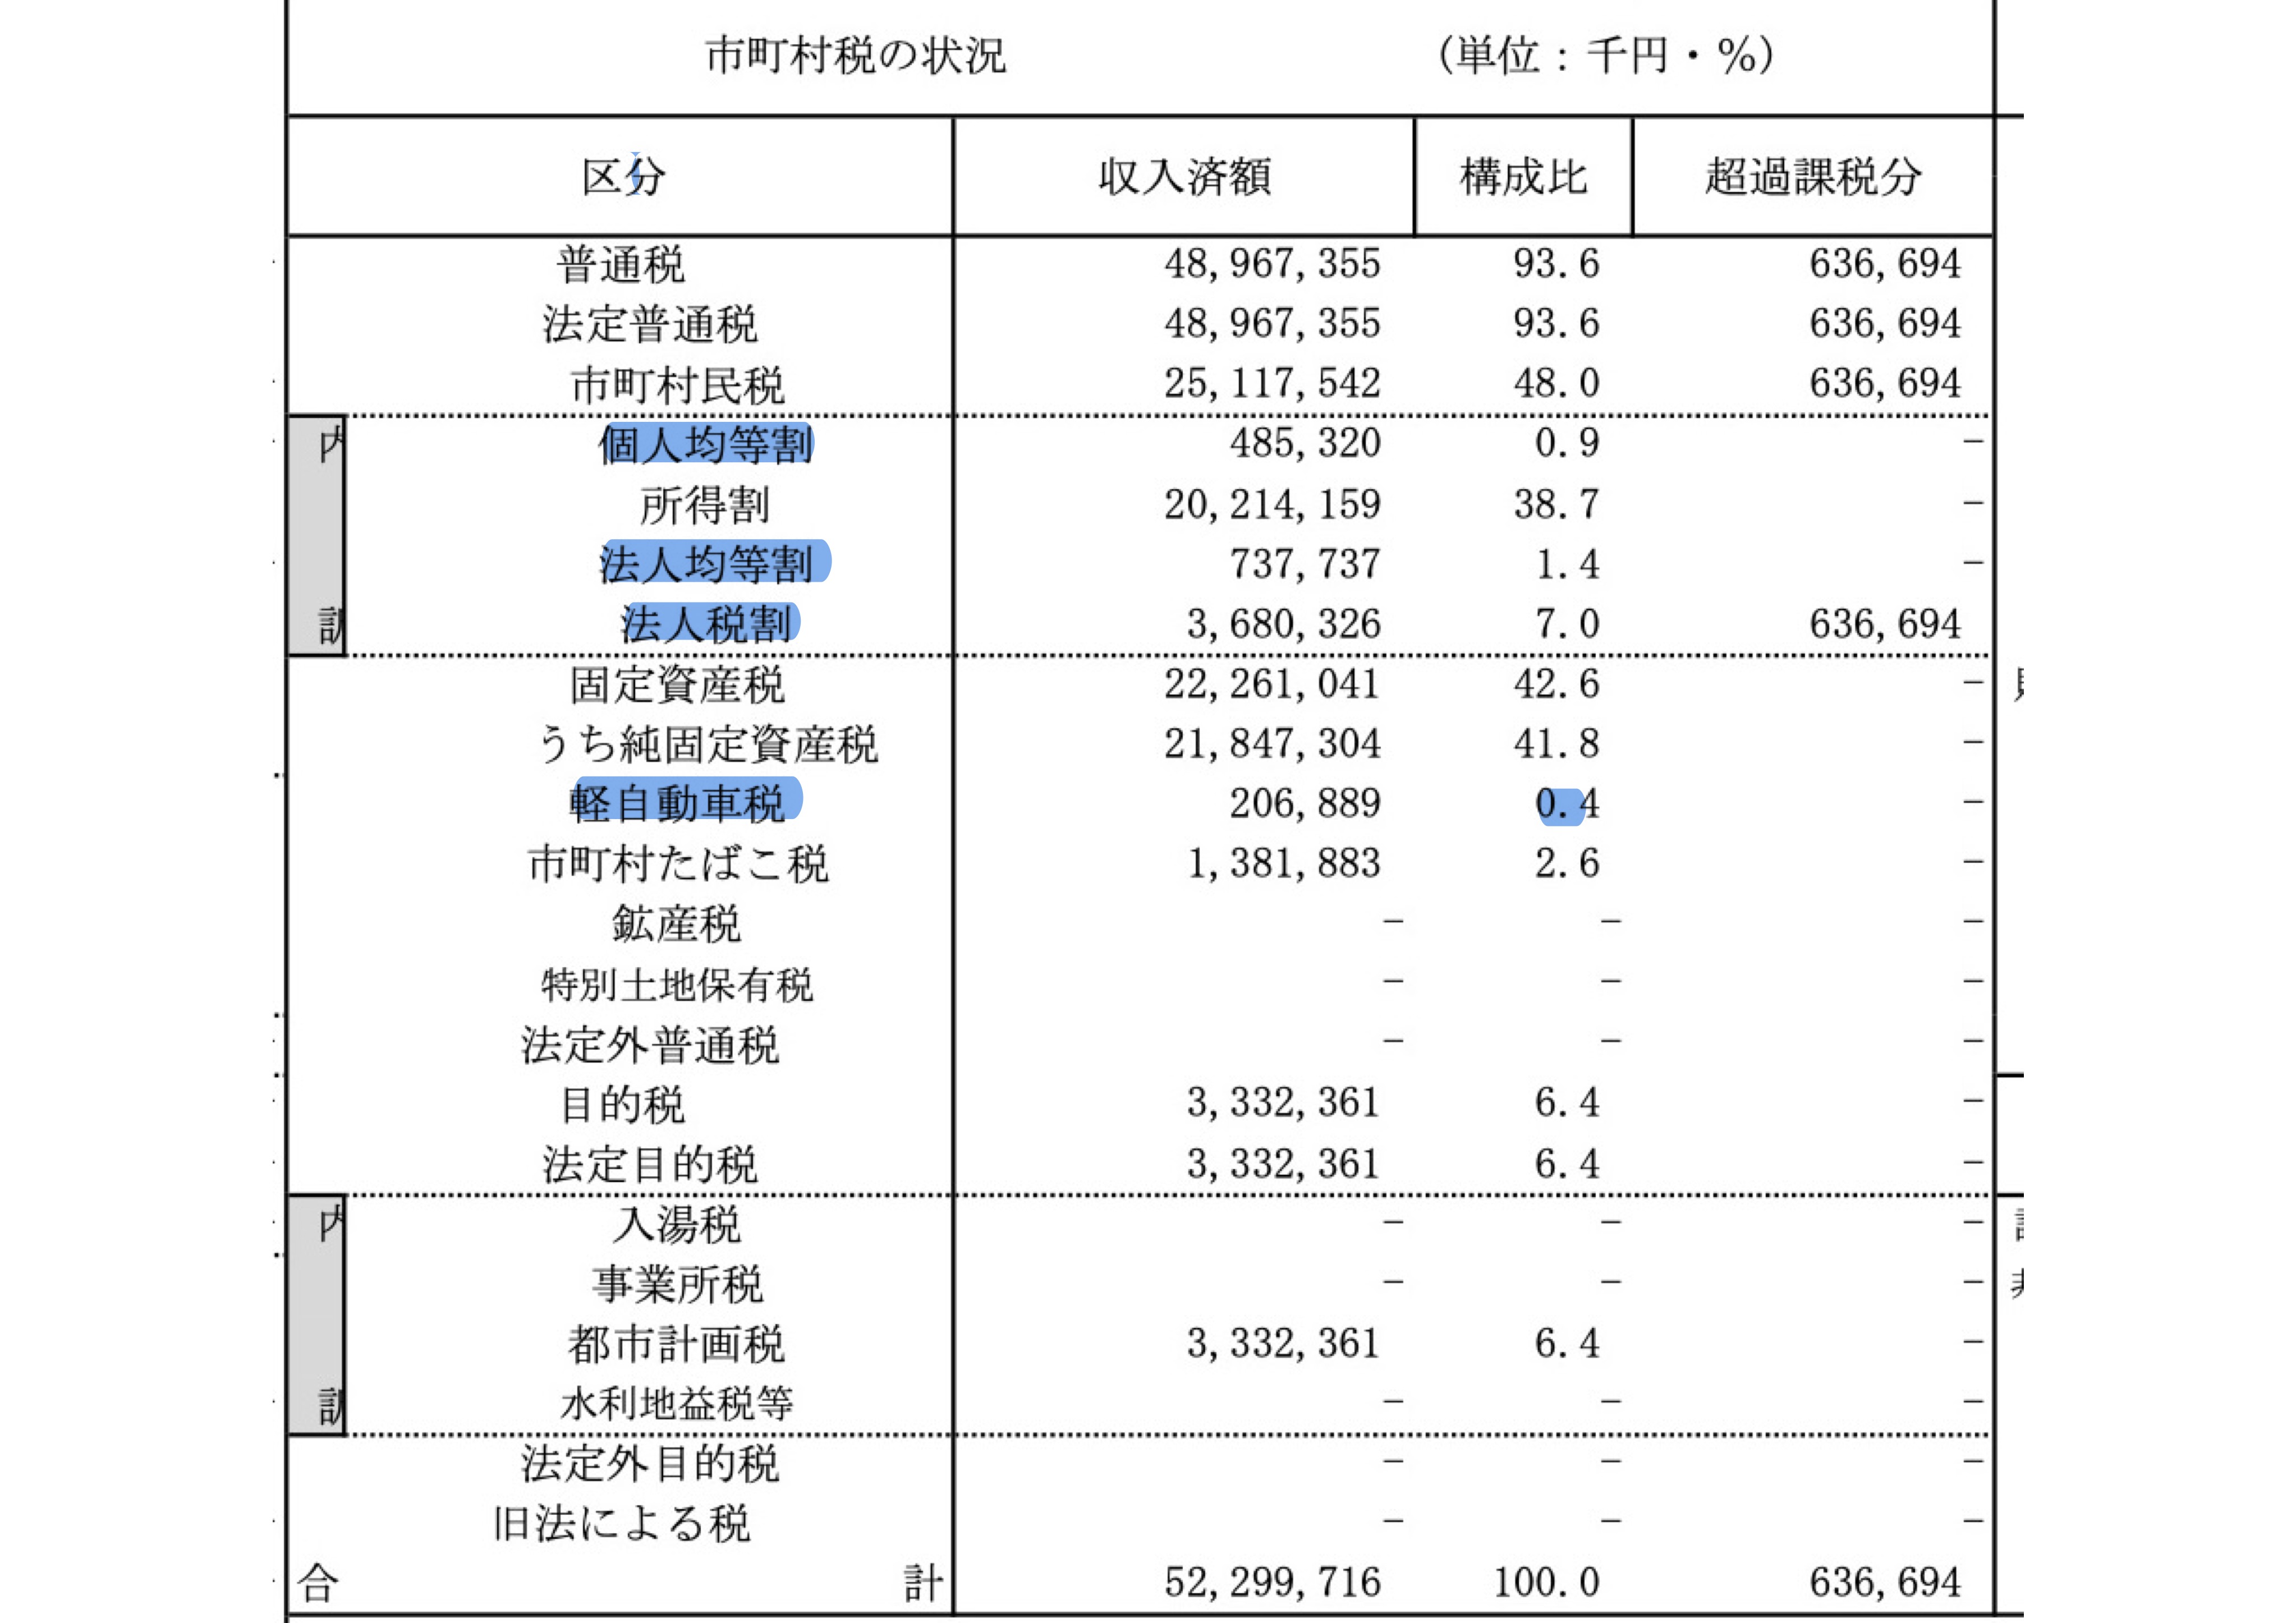 市町村税の状況 （単位：千円・％）
区分 収入済額 構成比 超過課税分
普通税 48,967,355 93.6 636,694
法定普通税 48,967,355 93.6 636,694
市町村民税 25,117,542 48.0 636,694
内 個人均等割 485,320 0.9 －
所得割 20,214,159 38.7 －
法人均等割 737,737 1.4 －
訳 法人税割 3,680,326 7.0 636,694
固定資産税 22,261,041 42.6 －
うち純固定資産税 21,847,304 41.8 －
軽自動車税 206,889 0.4 －
市町村たばこ税 1,381,883 2.6 －
鉱産税 － － －
特別土地保有税 － － －
法定外普通税 － － －
目的税 3,332,361 6.4 －
法定目的税 3,332,361 6.4 －
内 入湯税 － － －
事業所税 － － －
都市計画税 3,332,361 6.4 －
訳 水利地益税等 － － －
法定外目的税 － － －
旧法による税 － － －
合計 52,299,716 100.0 636,694